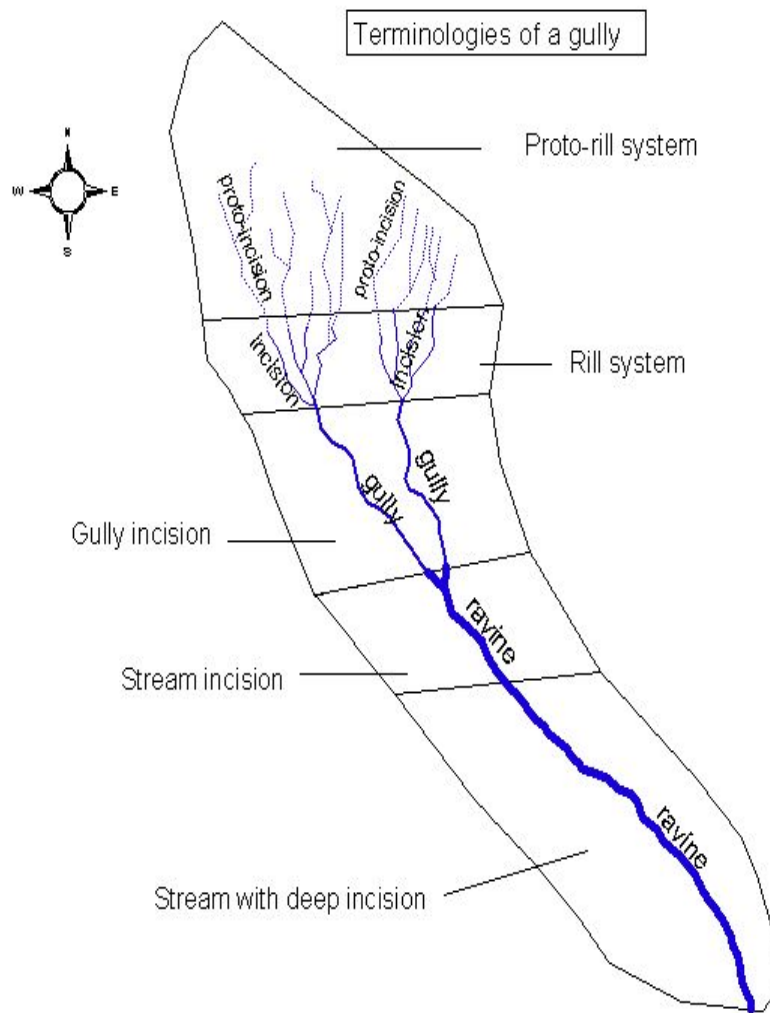 Terminologies of a gully
N
W
E
S
Proto-rill system
proto-incision
proto-incision
incision
incision
Rill system
gully
gully
Gully incision
ravine
Stream incision
ravine
Stream with deep incision